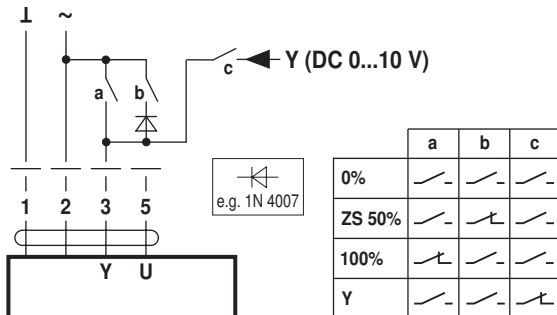 ⊥ ~
a b c Y (DC 0...10 V)
1 2 3 5
Y U
e.g. 1N 4007
a b c
0%
ZS 50%
100%
Y